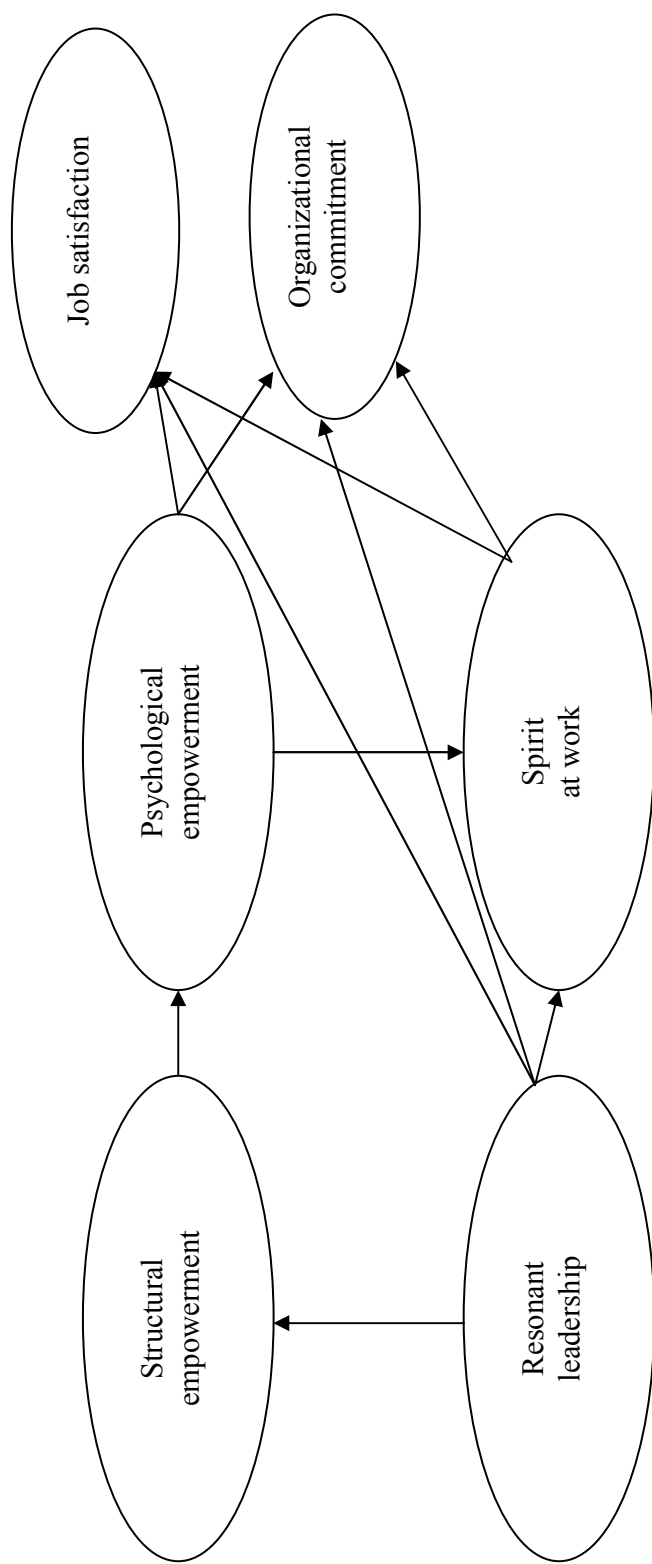 Structural
empowerment
Psychological
empowerment
Job satisfaction
Organizational
commitment
Resonant
leadership
Spirit
at work